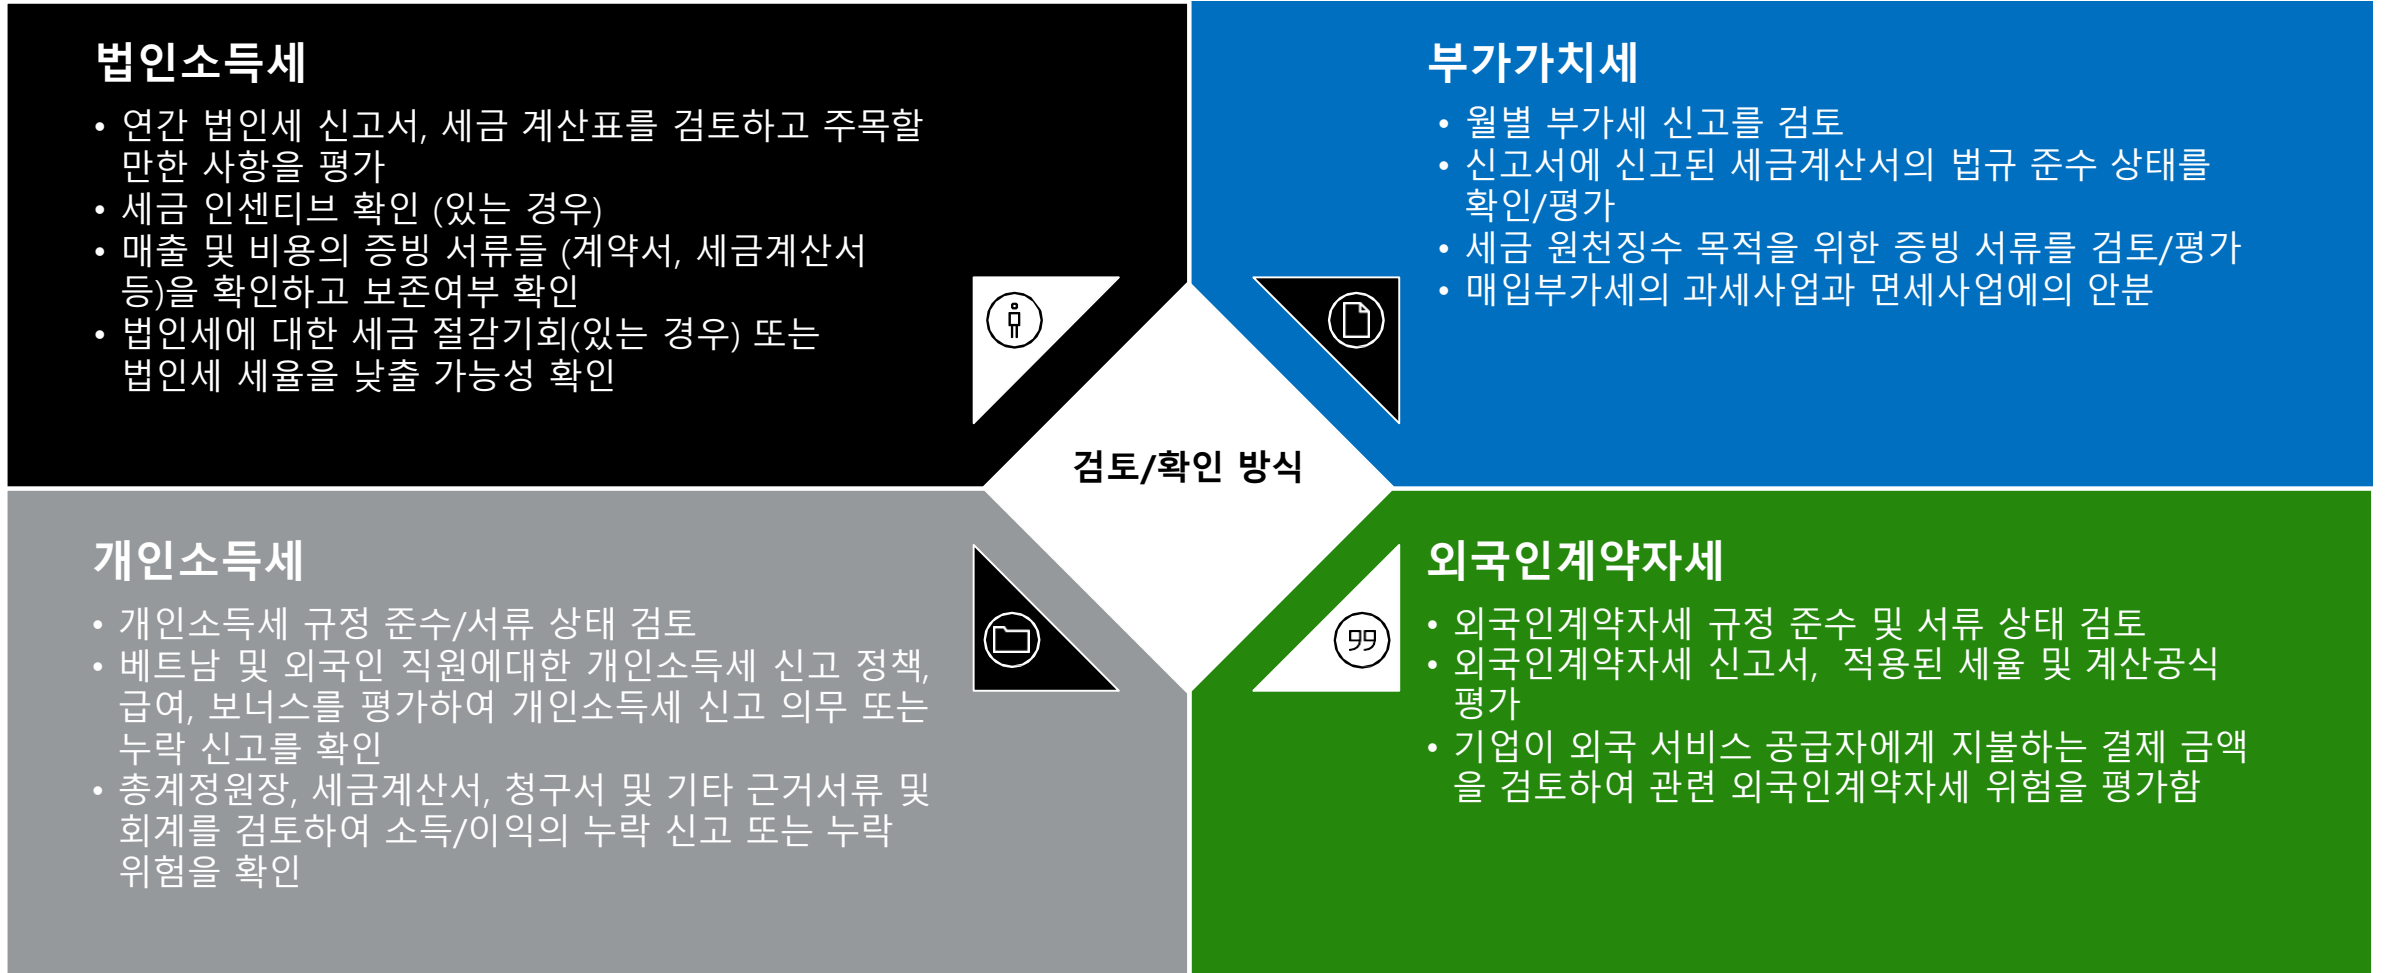 법인소득세
• 연간 법인세 신고서, 세금 계산표를 검토하고 주목할
만한 사항을 평가
• 세금 인센티브 확인 (있는 경우)
• 매출 및 비용의 증빙 서류들 (계약서, 세금계산서
등)을 확인하고 보존여부 확인
• 법인세에 대한 세금 절감기회(있는 경우) 또는
법인세 세율을 낮출 가능성 확인
부가가치세
• 월별 부가세 신고를 검토
• 신고서에 신고된 세금계산서의 법규 준수 상태를
확인/평가
• 세금 원천징수 목적을 위한 증빙 서류를 검토/평가
• 매입부가세의 과세사업과 면세사업에의 안분
검토/확인 방식
개인소득세
• 개인소득세 규정 준수/서류 상태 검토
• 베트남 및 외국인 직원에대한 개인소득세 신고 정책,
급여, 보너스를 평가하여 개인소득세 신고 의무 또는
누락 신고를 확인
• 총계정원장, 세금계산서, 청구서 및 기타 근거서류 및
회계를 검토하여 소득/이익의 누락 신고 또는 누락
위험을 확인
외국인계약자세
• 외국인계약자세 규정 준수 및 서류 상태 검토
• 외국인계약자세 신고서, 적용된 세율 및 계산공식
평가
• 기업이 외국 서비스 공급자에게 지불하는 결제 금액
을 검토하여 관련 외국인계약자세 위험을 평가함